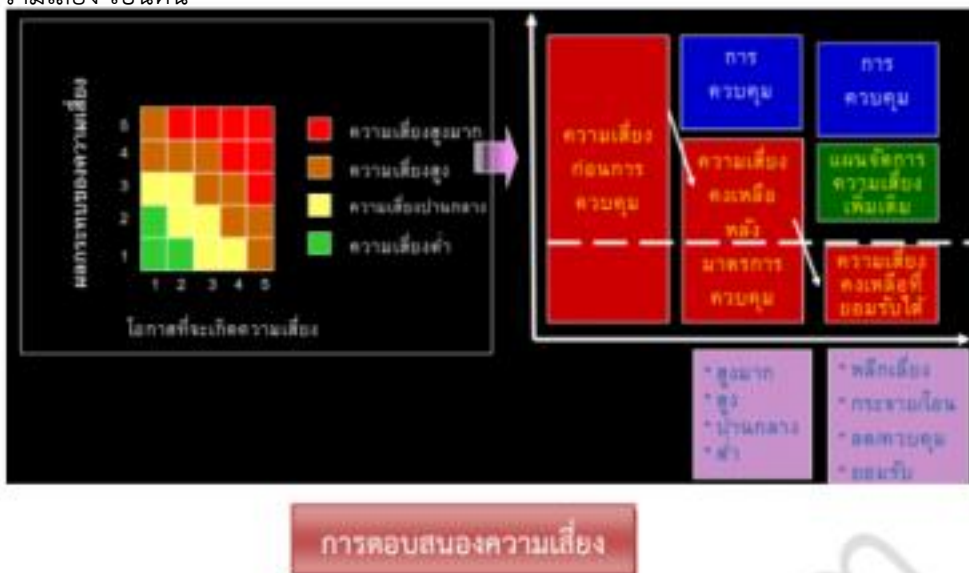 ผลกระทบของความเสี่ยง
5
4
3
2
1
1 2 3 4 5
โอกาสที่จะเกิดความเสี่ยง
ความเสี่ยงสูงมาก
ความเสี่ยงสูง
ความเสี่ยงปานกลาง
ความเสี่ยงต่ำ
ความเสี่ยง
ก่อนการ
ควบคุม
การ
ควบคุม
ความเสี่ยง
คงเหลือ
หลัง
มาตรการ
ควบคุม
การ
ควบคุม
แผนจัดการ
ความเสี่ยง
เพิ่มเติม
ความเสี่ยง
คงเหลือที่
ยอมรับได้
* สูงมาก
* สูง
* ปานกลาง
* ต่ำ
* หลีกเลี่ยง
* กระจาย/โอน
* ลด/ควบคุม
* ยอมรับ
การตอบสนองความเสี่ยง